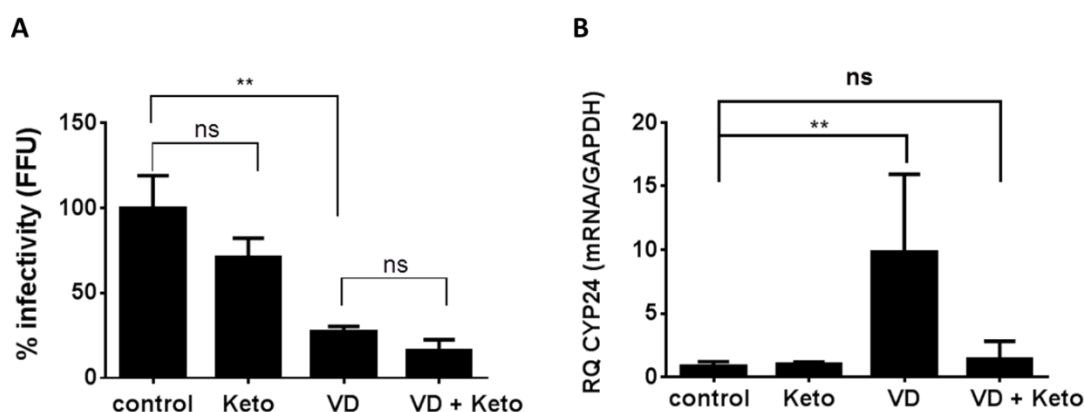 A
% infectivity (FFU)
150
100
50
0
**
ns
ns
control Keto VD VD + Keto
B
RQ CYP24 (mRNA/GAPDH)
20
15
10
5
0
ns
**
control Keto VD VD + Keto